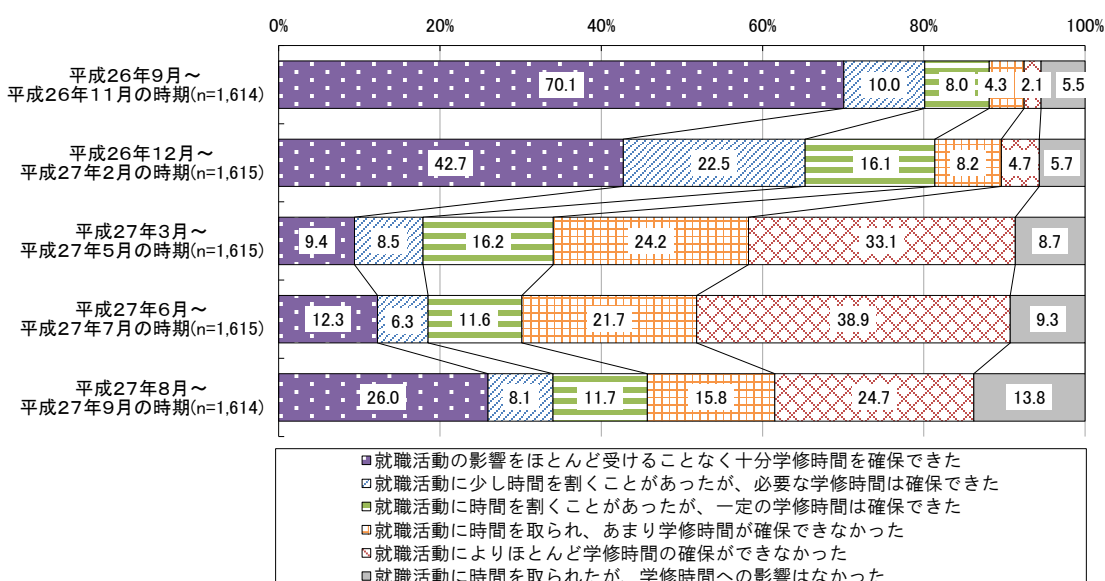 0% 20% 40% 60% 80% 100%
平成26年9月～
平成26年11月の時期(n=1,614)
70.1 10.0 8.0 4.3 2.1 5.5
平成26年12月～
平成27年2月の時期(n=1,615)
42.7 22.5 16.1 8.2 4.7 5.7
平成27年3月～
平成27年5月の時期(n=1,615)
9.4 8.5 16.2 24.2 33.1 8.7
平成27年6月～
平成27年7月の時期(n=1,615)
12.3 6.3 11.6 21.7 38.9 9.3
平成27年8月～
平成27年9月の時期(n=1,614)
26.0 8.1 11.7 15.8 24.7 13.8
就職活動の影響をほとんど受けることなく十分学修時間を確保できた
就職活動に少し時間を割くことがあったが、必要な学修時間は確保できた
就職活動に時間を割くことがあったが、一定の学修時間は確保できた
就職活動に時間を取られ、あまり学修時間が確保できなかった
就職活動によりほとんど学修時間の確保ができなかった
就職活動に時間を取られたが、学修時間への影響はなかった